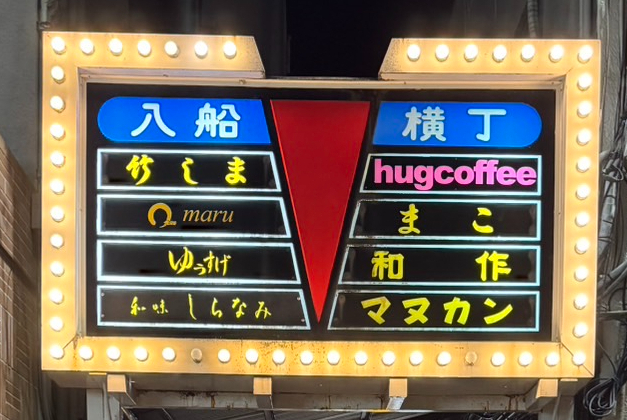 入船 横丁
竹しま
maru
ゆうすげ
和味 しらなみ
hugcoffee
まこ
和作
マヌカン